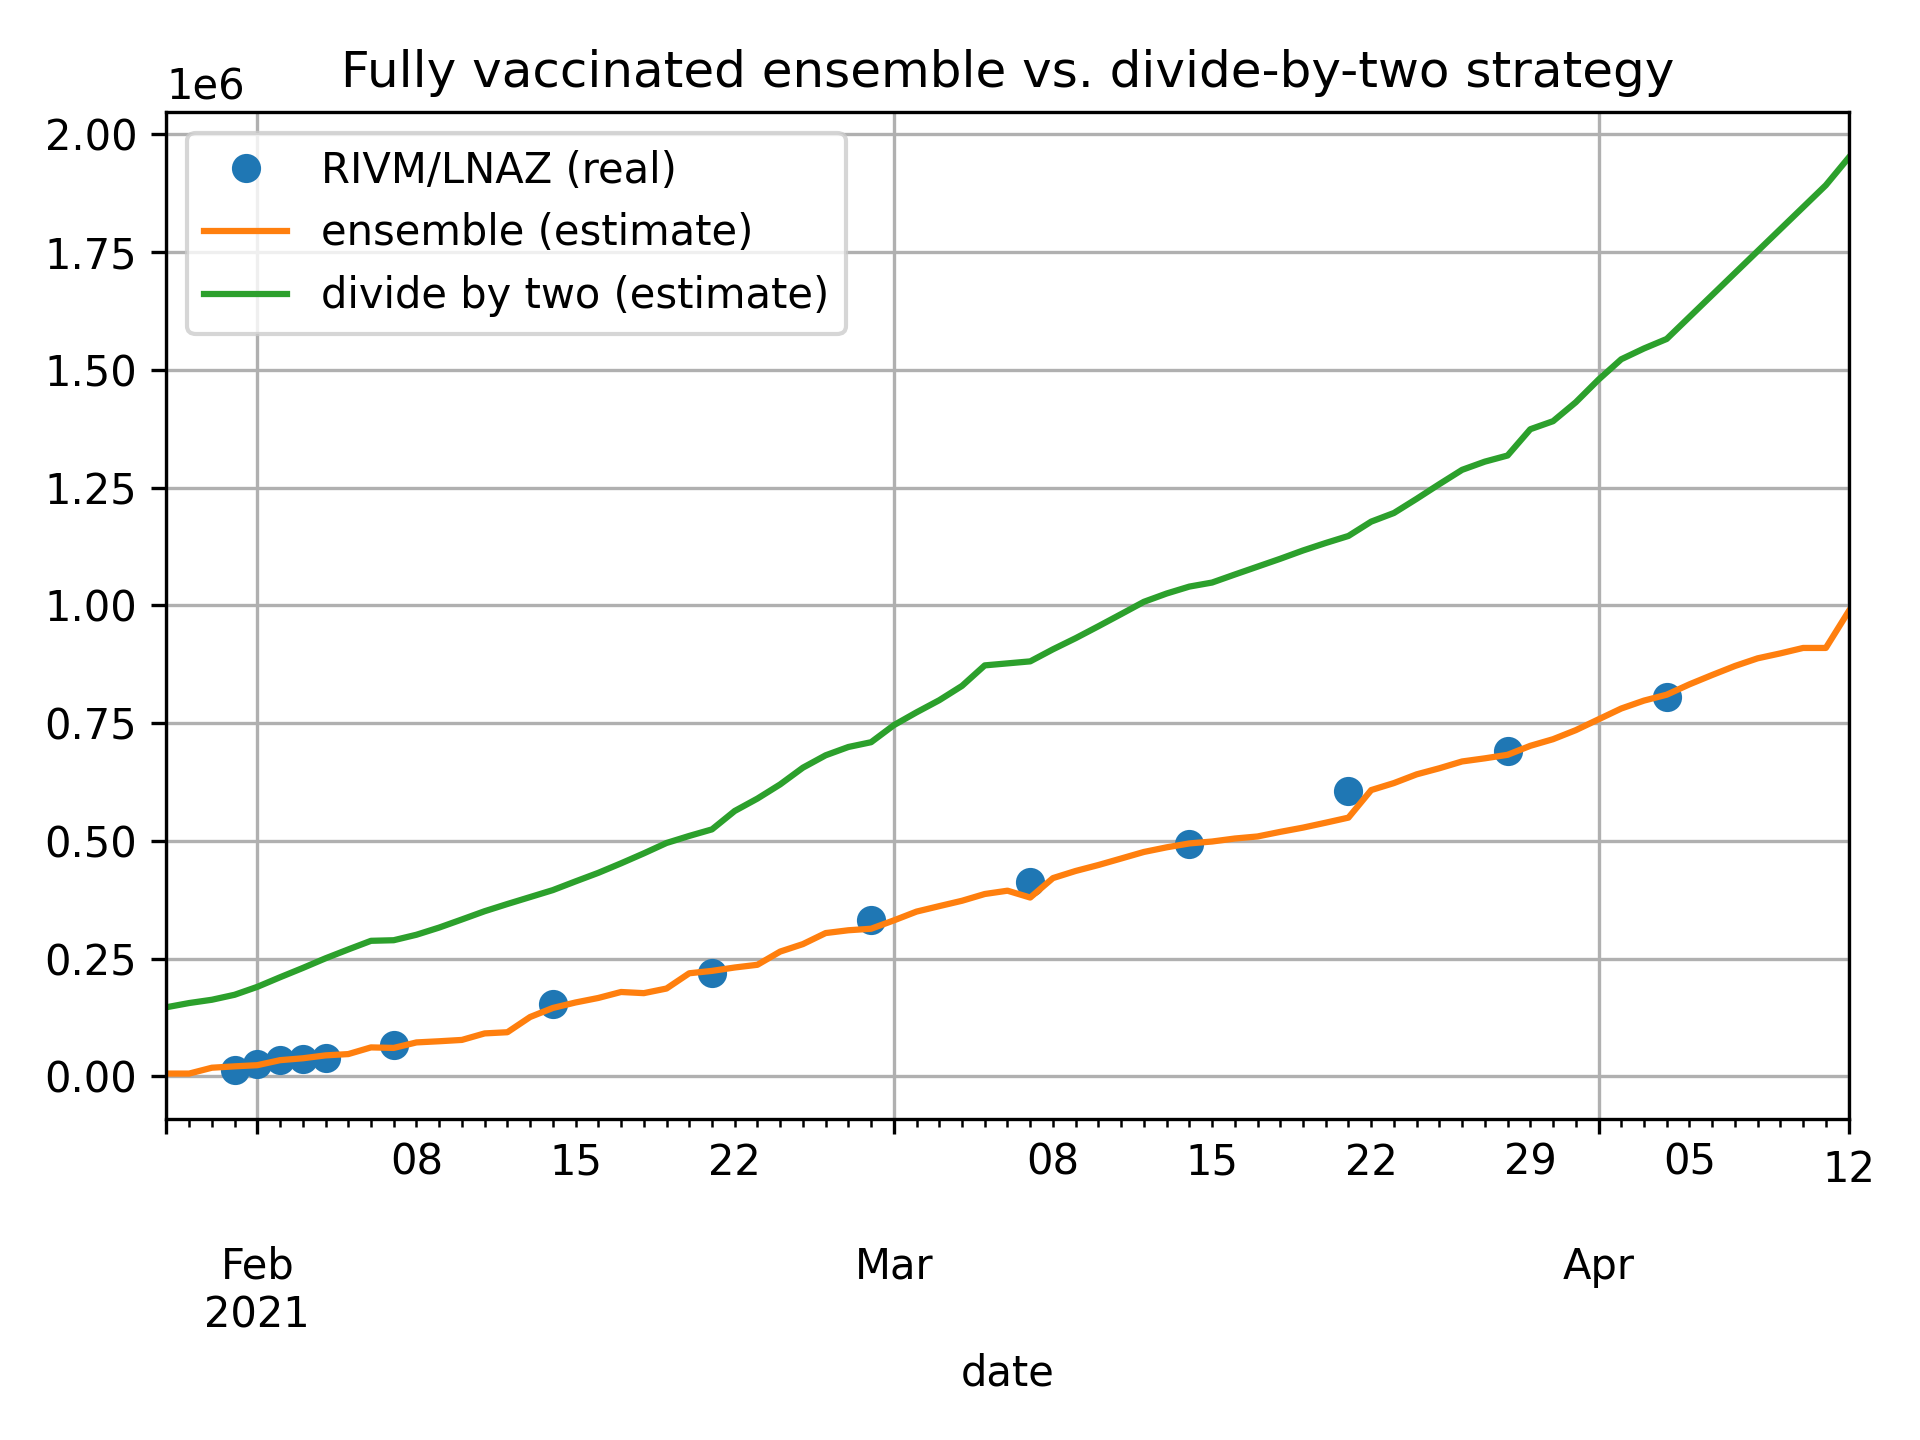 Fully vaccinated ensemble vs. divide-by-two strategy
1e6
2.00
1.75
1.50
1.25
1.00
0.75
0.50
0.25
0.00
RIVM/LNAZ (real)
ensemble (estimate)
divide by two (estimate)
08 15 22 08 15 22 29 05 12
Feb Mar Apr
2021
date